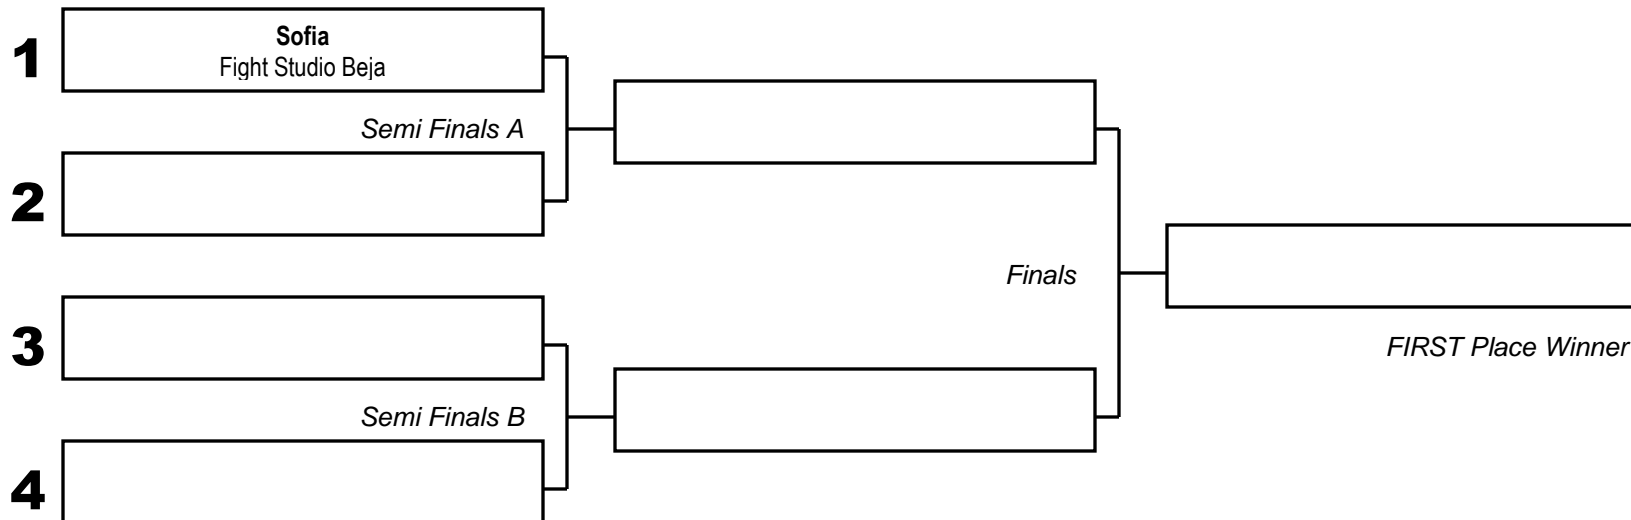 1
Sofia
Fight Studio Beja
Semi Finals A
2
Finals
3
FIRST Place Winner
Semi Finals B
4